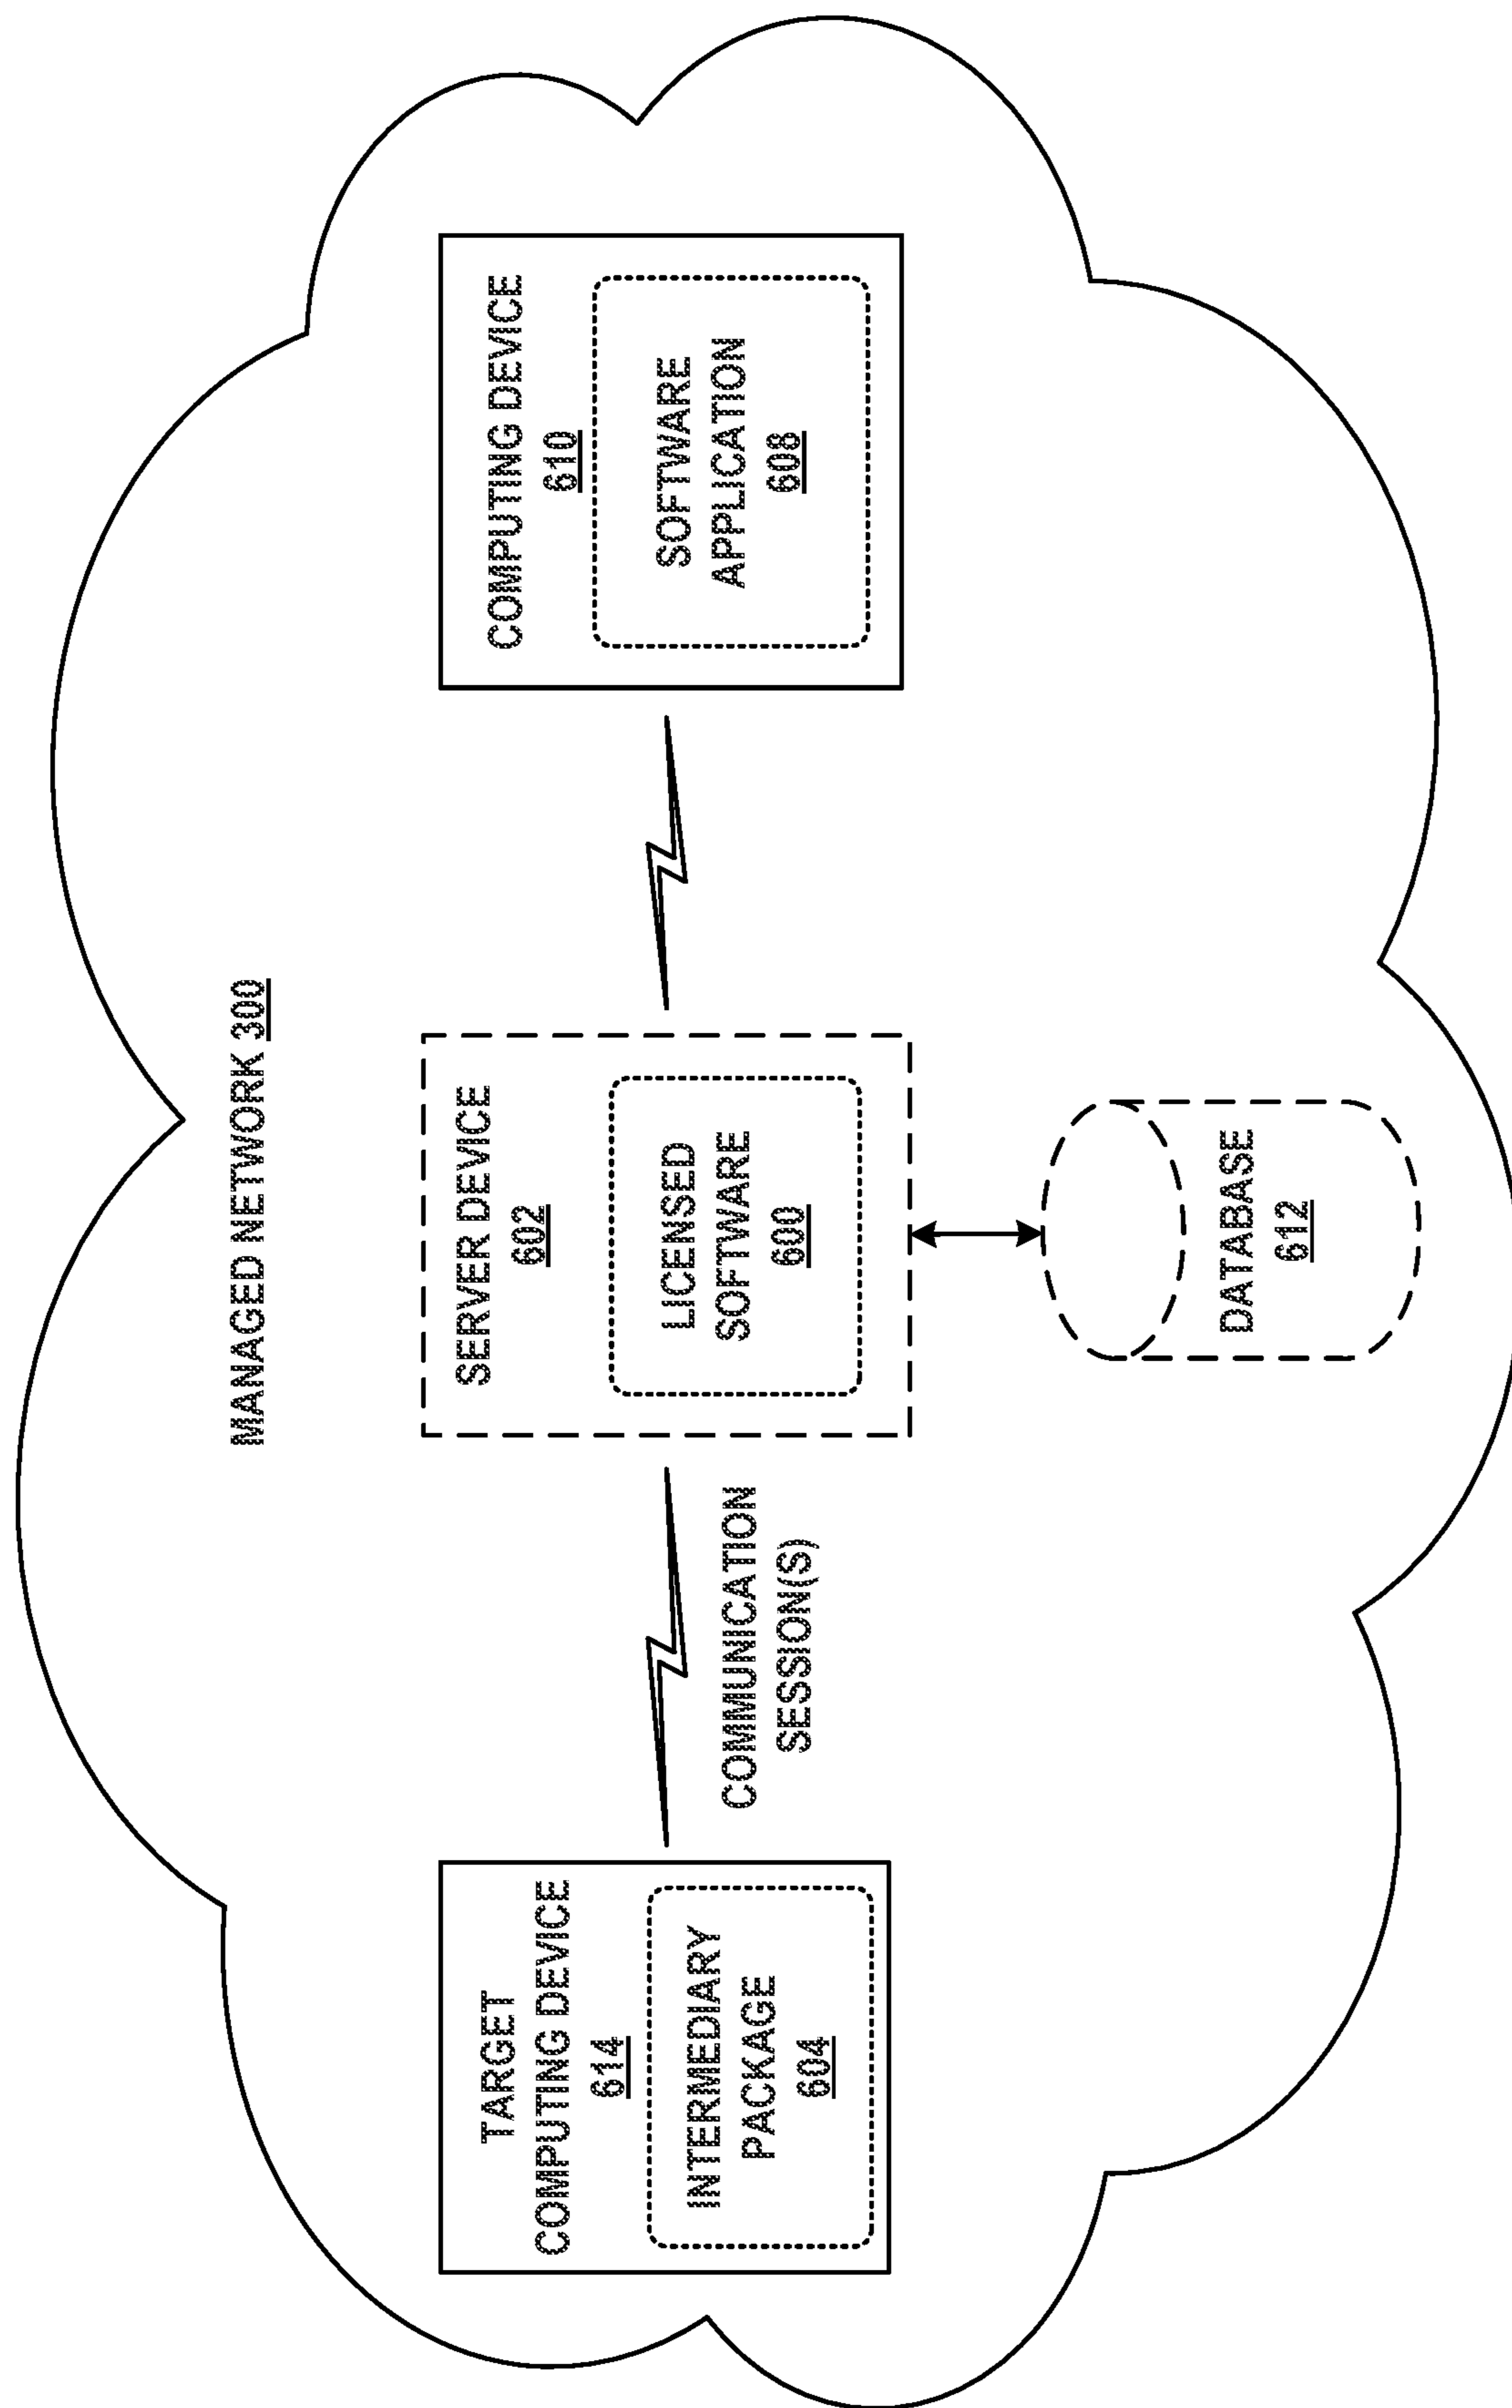 MANAGED NETWORK 300
TARGET
COMPUTING DEVICE
614
INTERMEDIARY
PACKAGE
604
COMMUNICATION
SESSION(S)
SERVER DEVICE
602
LICENSED
SOFTWARE
600
DATABASE
612
COMPUTING DEVICE
610
SOFTWARE
APPLICATION
608